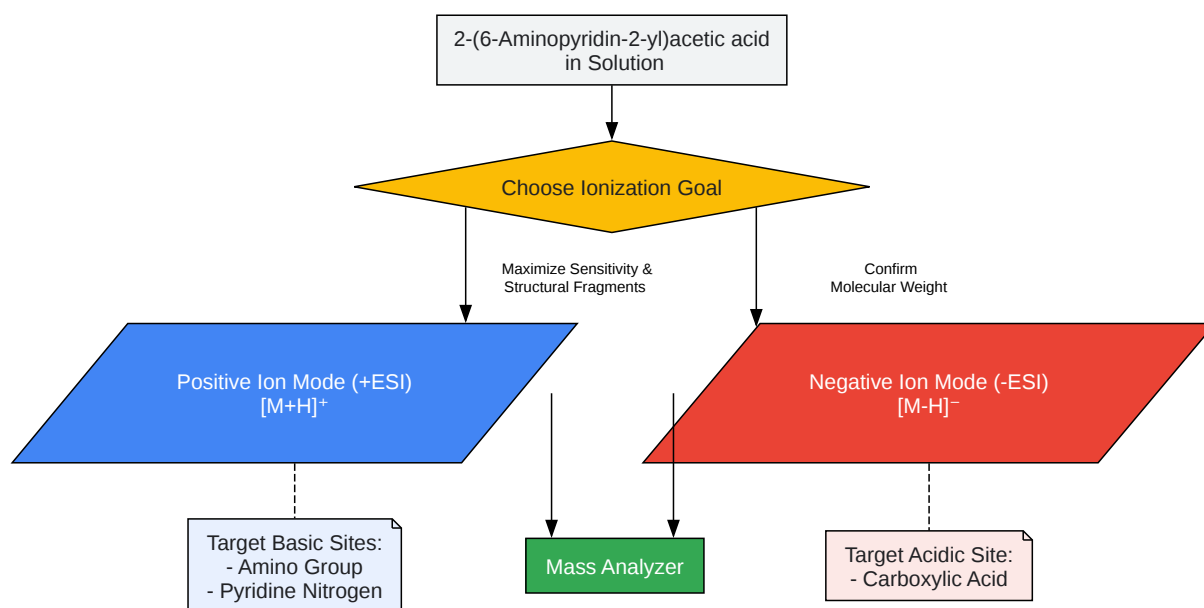 2-(6-Aminopyridin-2-yl)acetic acid
in Solution
Choose Ionization Goal
Maximize Sensitivity &
Structural Fragments
Confirm
Molecular Weight
Positive Ion Mode (+ESI)
[M+H]⁺
Negative Ion Mode (-ESI)
[M-H]⁻
Target Basic Sites:
- Amino Group
- Pyridine Nitrogen
Mass Analyzer
Target Acidic Site:
- Carboxylic Acid